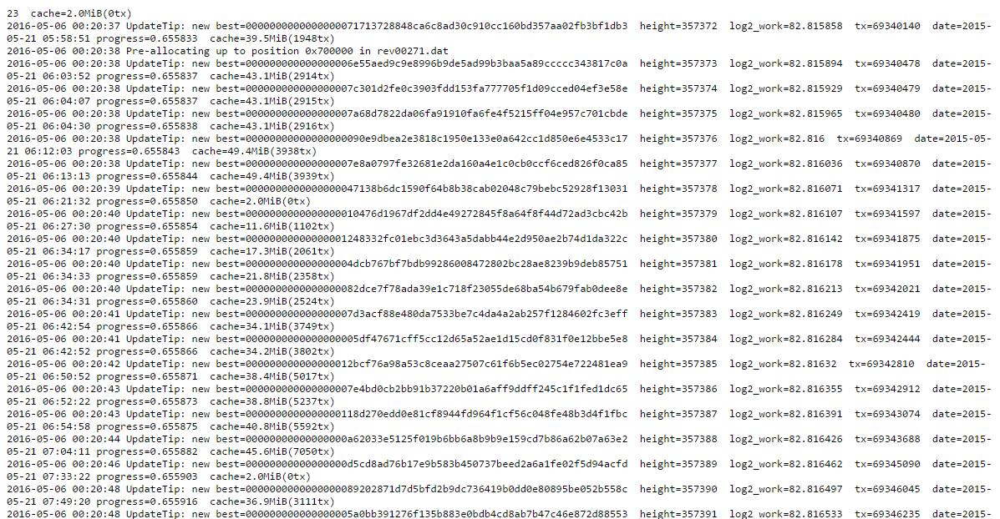 23  cache=2.0MiB(0tx)
2016-05-06 00:20:37 UpdateTip: new best=000000000000000071713728848ca6c8ad30c910cc160bd357aa02fb3bf1db3  height=357372  log2_work=82.815858  tx=69340140  date=2015-
05-21 05:58:51 progress=0.655833  cache=39.5MiB(1948tx)
2016-05-06 00:20:38 Pre-allocating up to position 0x700000 in rev00271.dat
2016-05-06 00:20:38 UpdateTip: new best=00000000000000006e55aed9c9e8996b9de5ad99b3baa5a89ccccc343817c0a  height=357373  log2_work=82.815894  tx=69340478  date=2015-
05-21 06:03:52 progress=0.655837  cache=43.1MiB(2914tx)
2016-05-06 00:20:38 UpdateTip: new best=00000000000000007c301d2fe0c3903fdd153fa777705f1d09cced04ef3e58e  height=357374  log2_work=82.815929  tx=69340479  date=2015-
05-21 06:04:07 progress=0.655837  cache=43.1MiB(2915tx)
2016-05-06 00:20:38 UpdateTip: new best=00000000000000007a68d7822da06fa91910fa6fe4f5215ff04e957c701cbde  height=357375  log2_work=82.815965  tx=69340480  date=2015-
05-21 06:04:30 progress=0.655838  cache=43.1MiB(2916tx)
2016-05-06 00:20:38 UpdateTip: new best=000000000000000090e9dbea2e3818c1950e133e0a642cc1d850e6e4533c17  height=357376  log2_work=82.816  tx=69340869  date=2015-05-
21 06:12:03 progress=0.655843  cache=49.4MiB(3938tx)
2016-05-06 00:20:38 UpdateTip: new best=00000000000000007e8a0797fe32681e2da160a4e1c0cb0ccf6ced826f0ca85  height=357377  log2_work=82.816036  tx=69340870  date=2015-
05-21 06:13:13 progress=0.655844  cache=49.4MiB(3939tx)
2016-05-06 00:20:39 UpdateTip: new best=000000000000000047138b6dc1590f64b8b38cab02048c79bebc52928f13031  height=357378  log2_work=82.816071  tx=69341317  date=2015-
05-21 06:21:32 progress=0.655850  cache=2.0MiB(0tx)
2016-05-06 00:20:40 UpdateTip: new best=000000000000000010476d1967df2dd4e49272845f8a64f8f44d72ad3cbc42b  height=357379  log2_work=82.816107  tx=69341597  date=2015-
05-21 06:27:30 progress=0.655854  cache=11.6MiB(1102tx)
2016-05-06 00:20:40 UpdateTip: new best=00000000000000001248332fc01ebc3d3643a5dabb44e2d950ae2b74d1da322c  height=357380  log2_work=82.816142  tx=69341875  date=2015-
05-21 06:34:17 progress=0.655859  cache=17.3MiB(2061tx)
2016-05-06 00:20:40 UpdateTip: new best=000000000000000004dcb767bf7bdb99286008472802bc28ae8239b9deb85751  height=357381  log2_work=82.816178  tx=69341951  date=2015-
05-21 06:34:33 progress=0.655859  cache=21.8MiB(2358tx)
2016-05-06 00:20:40 UpdateTip: new best=000000000000000082dce7f78ada39e1c718f23055de68ba54b679fab0dee8e  height=357382  log2_work=82.816213  tx=69342021  date=2015-
05-21 06:34:31 progress=0.655860  cache=23.9MiB(2524tx)
2016-05-06 00:20:41 UpdateTip: new best=00000000000000007d3acf88e480da7533be7c4da4a2ab257f1284602fc3eff  height=357383  log2_work=82.816249  tx=69342419  date=2015-
05-21 06:42:54 progress=0.655866  cache=34.1MiB(3749tx)
2016-05-06 00:20:41 UpdateTip: new best=000000000000000005df47671cff5cc12d65a52ae1d15cd0f831f0e12bbe5e8  height=357384  log2_work=82.816284  tx=69342444  date=2015-
05-21 06:42:52 progress=0.655866  cache=34.2MiB(3802tx)
2016-05-06 00:20:42 UpdateTip: new best=000000000000000012bcf76a98a53c8ceaa27507c61f6b5ec02754e722481ea9  height=357385  log2_work=82.81632  tx=69342810  date=2015-
05-21 06:50:52 progress=0.655871  cache=38.4MiB(5017tx)
2016-05-06 00:20:43 UpdateTip: new best=00000000000000007e4bd0cb2bb91b37220b01a6aff9ddff245c1f1fed1dc65  height=357386  log2_work=82.816355  tx=69342912  date=2015-
05-21 06:52:22 progress=0.655873  cache=38.8MiB(5237tx)
2016-05-06 00:20:43 UpdateTip: new best=0000000000000000118d270edd0e81cf8944fd964f1cf56c048fe48b3d4f1fbc  height=357387  log2_work=82.816391  tx=69343074  date=2015-
05-21 06:54:58 progress=0.655875  cache=40.8MiB(5592tx)
2016-05-06 00:20:44 UpdateTip: new best=00000000000000000a62033e5125f019b6bb6a8b9b9e159cd7b86a62b07a63e2  height=357388  log2_work=82.816426  tx=69343688  date=2015-
05-21 07:04:11 progress=0.655882  cache=45.6MiB(7050tx)
2016-05-06 00:20:46 UpdateTip: new best=00000000000000000d5cd8ad76b17e9b583b450737beed2a6a1fe02f5d94acfd  height=357389  log2_work=82.816462  tx=69345090  date=2015-
05-21 07:33:22 progress=0.655903  cache=2.0MiB(0tx)
2016-05-06 00:20:48 UpdateTip: new best=000000000000000089202871d7d5bfd2b9dc736419b0dd0e80895be052b558c  height=357390  log2_work=82.816497  tx=69346045  date=2015-
05-21 07:49:20 progress=0.655916  cache=36.9MiB(3111tx)
2016-05-06 00:20:48 UpdateTip: new best=00000000000000005a0bb391276f135b883e0bdb4cd8ab7b47c46e872d88553  height=357391  log2_work=82.816533  tx=69346235  date=2015-